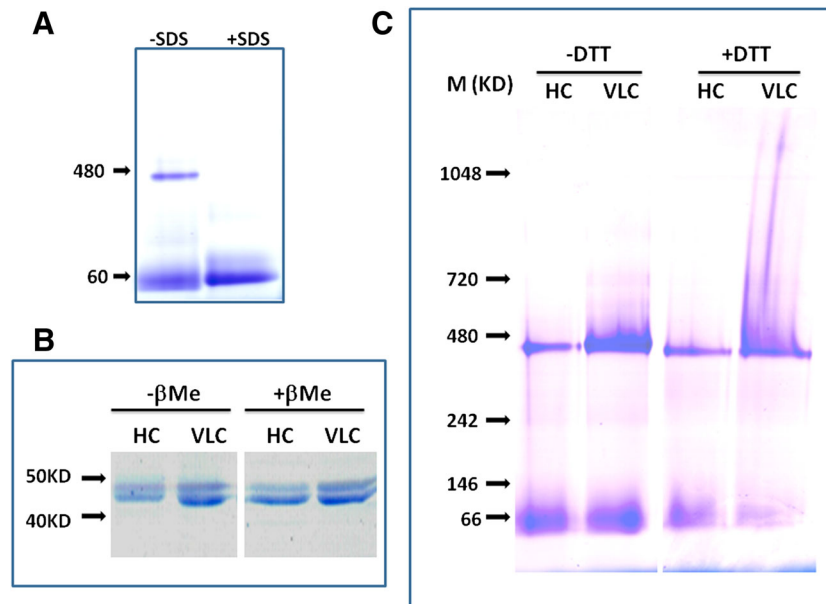 A
-SDS +SDS
480
60
B
-βMe +βMe
HC VLC HC VLC
50KD
40KD
C
-DTT +DTT
M (KD) HC VLC HC VLC
1048
720
480
242
146
66